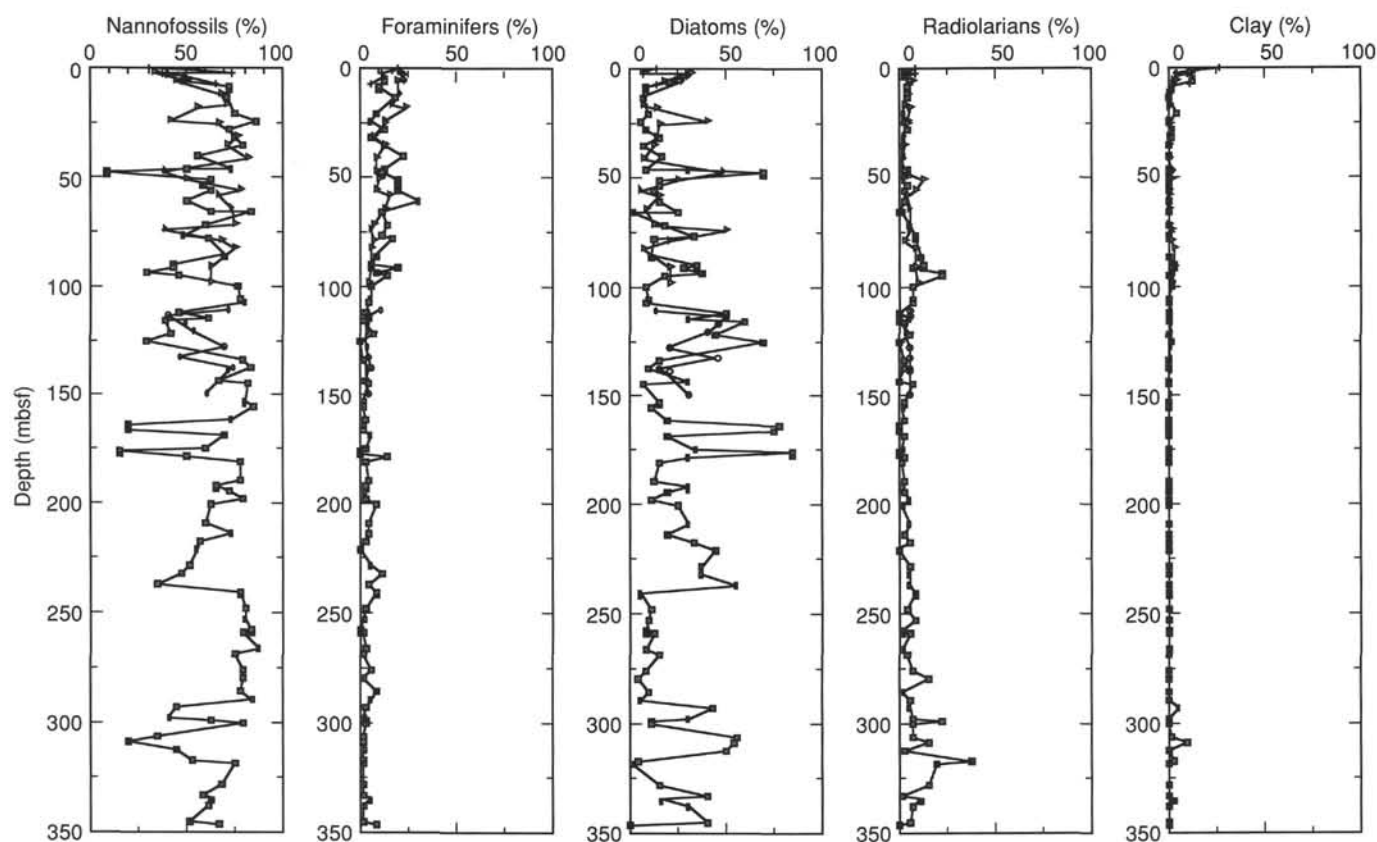 Nannofossils (%) Foraminifers (%) Diatoms (%) Radiolarians (%) Clay (%)
0 50 100 0 50 100 0 50 100 0 50 100 0 50 100
0 0 0 0 0
50 50 50 50 50
100 100 100 100 100
150 150 150 150 150
Depth (mbsf)
200 200 200 200 200
250 250 250 250 250
300 300 300 300 300
350 350 350 350 350